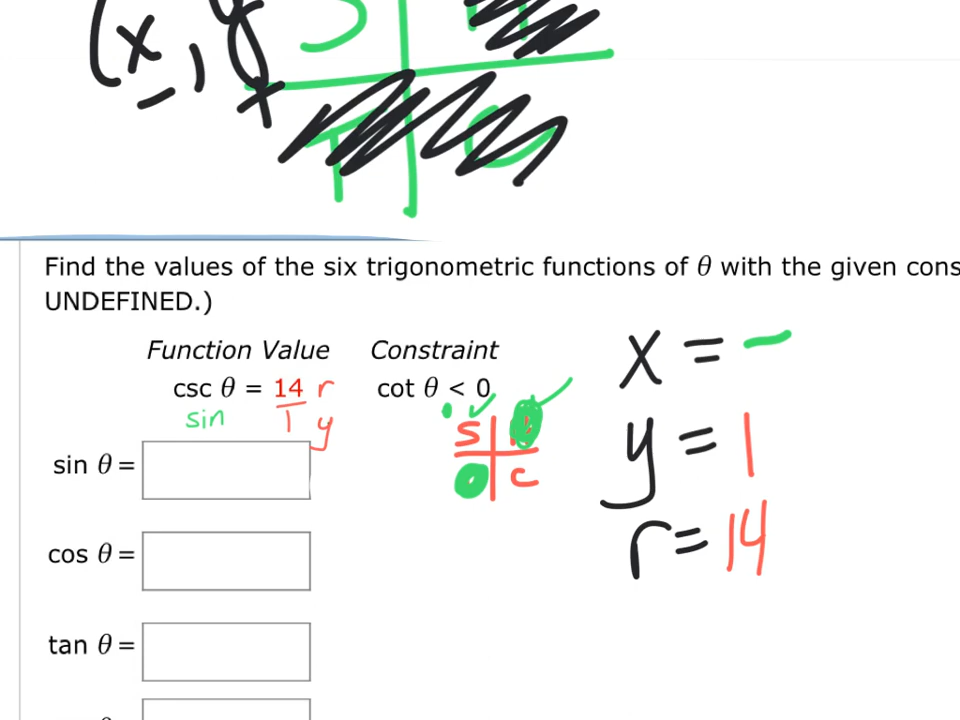 (x, y
S
T C
Find the values of the six trigonometric functions of θ with the given cons
UNDEFINED.)
Function Value Constraint
csc θ = 14 r cot θ < 0
sin 1 y
S
C
x = -
y = 1
r = 14
sin θ =
cos θ =
tan θ =